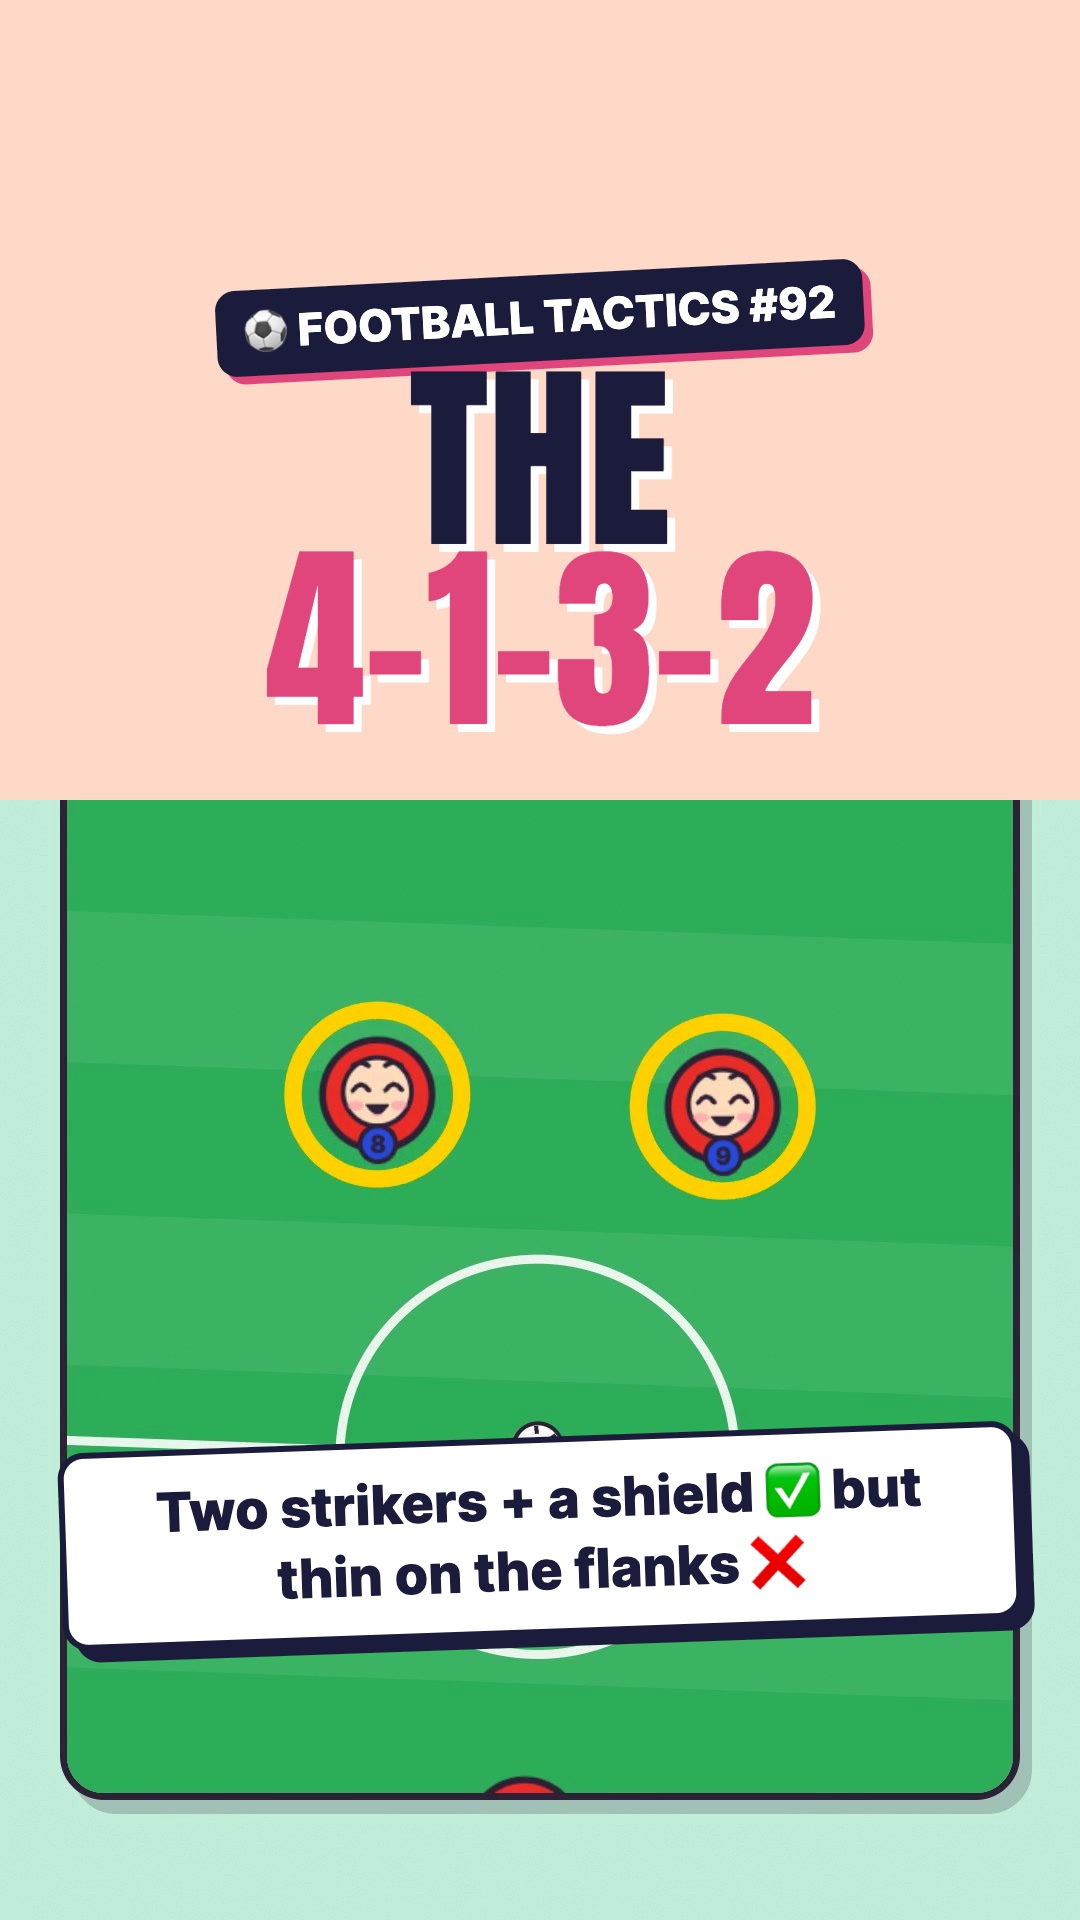 ⚽ FOOTBALL TACTICS #92
THE
4-1-3-2
8
9
Two strikers + a shield ✅ but
thin on the flanks ❌